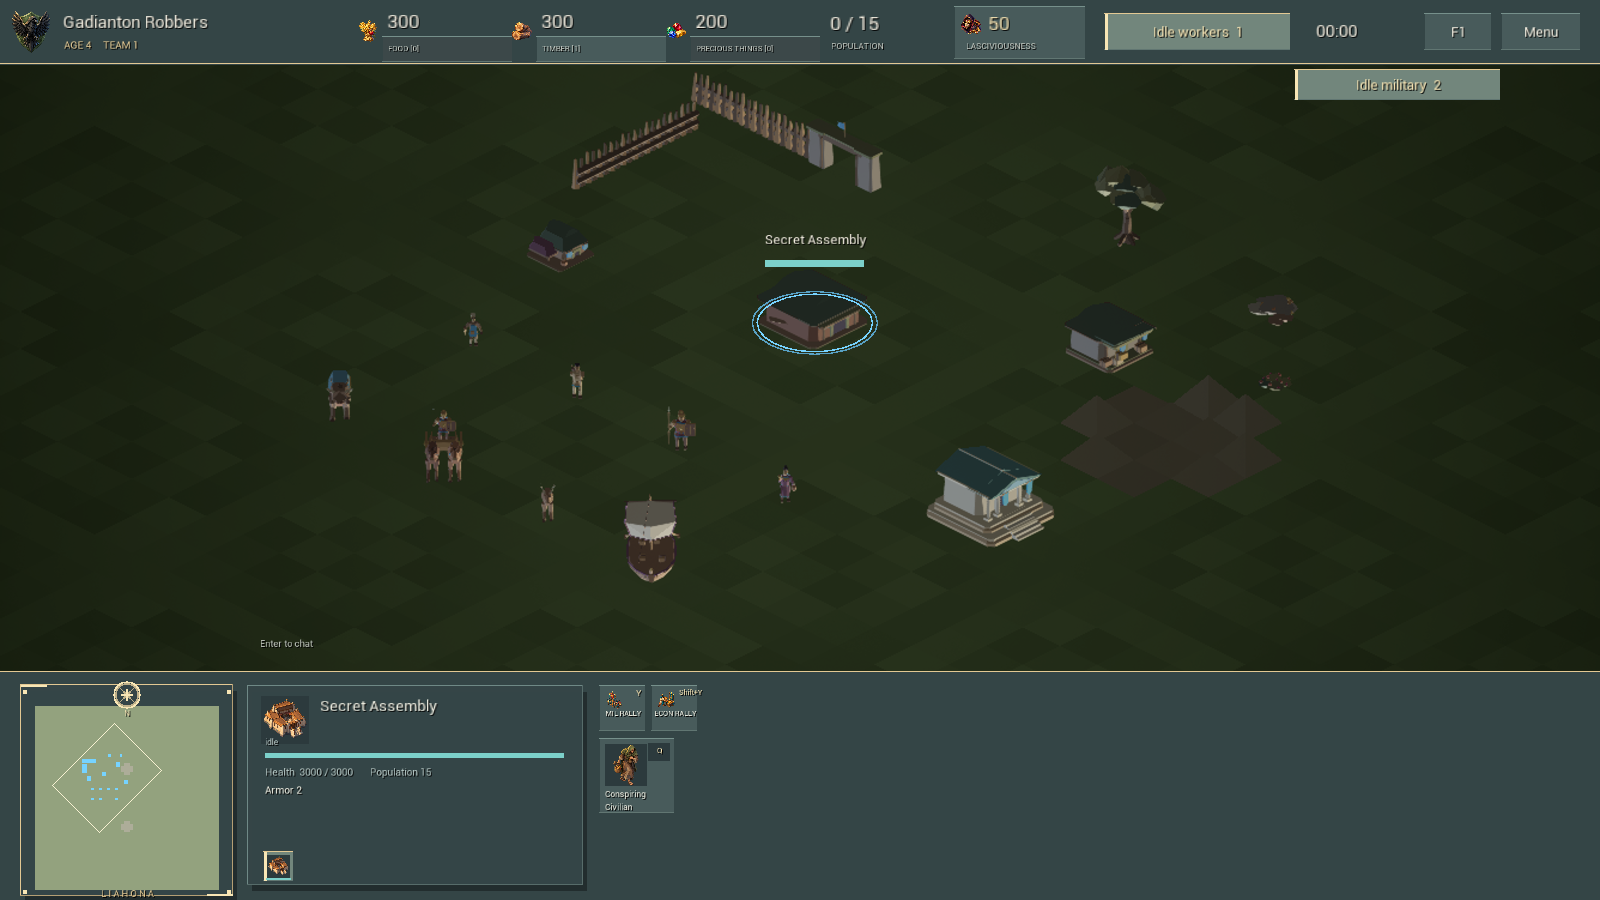 Gadianton Robbers
AGE 4 TEAM 1
300
FOOD [0]
300
TIMBER [1]
200
PRECIOUS THINGS [0]
0 / 15
POPULATION
50
LASCIVIOUSNESS
Idle workers 1
00:00
F1
Menu
Idle military 2
Secret Assembly
Enter to chat
N
LIAHONA
Secret Assembly
idle
Health 3000 / 3000 Population 15
Armor 2
Y
MIL RALLY
Shift+Y
ECON RALLY
Q
Conspiring
Civilian